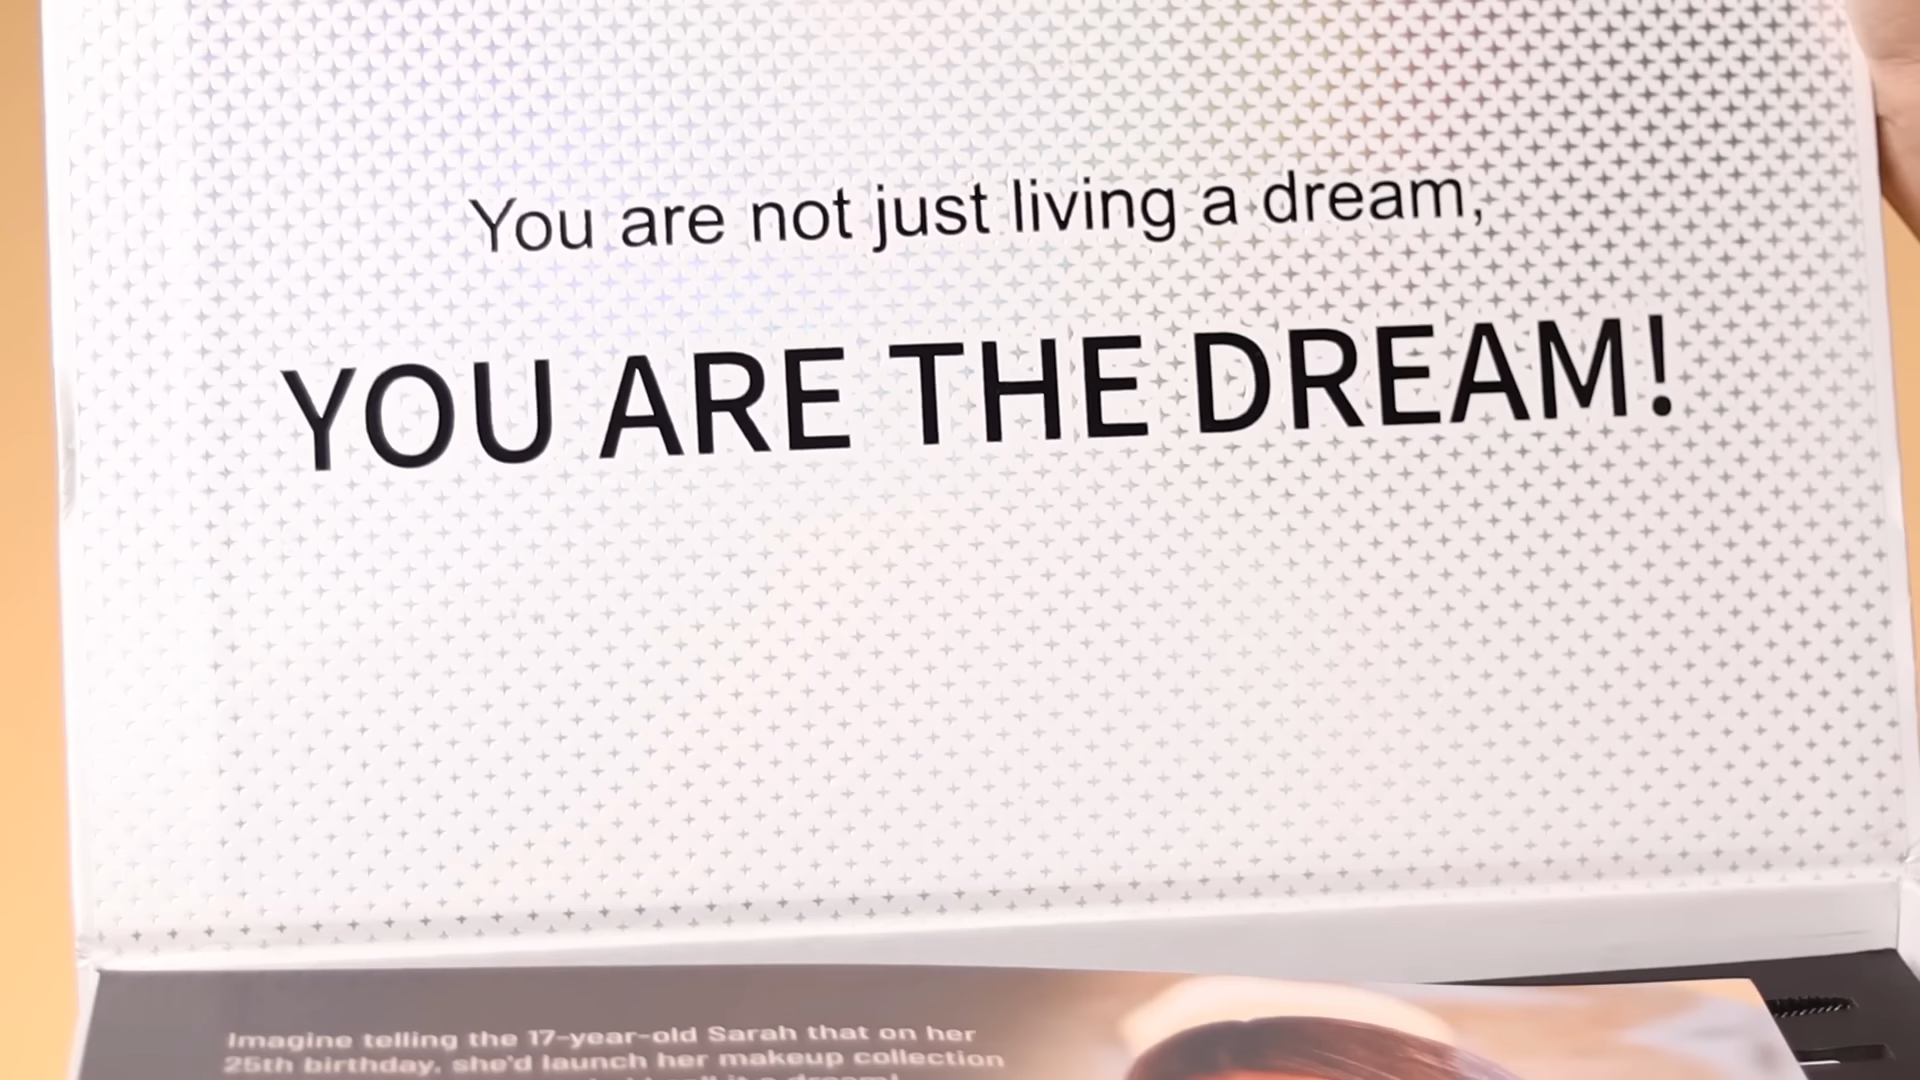 You are not just living a dream,
YOU ARE THE DREAM!
Imagine telling the 17-year-old Sarah that on her
25th birthday, she'd launch her makeup collection